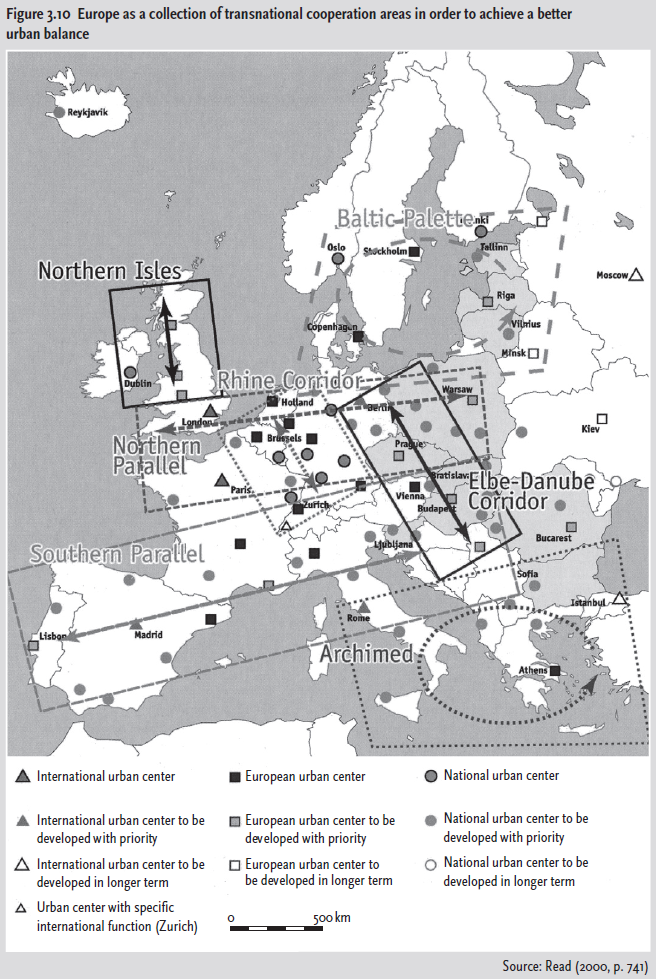 Figure 3.10 Europe as a collection of transnational cooperation areas in order to achieve a better
urban balance
Reykjavik
Baltic Palette
nki
Oslo
Stockholm
Tallinn
Northern Isles
Moscow
Riga
Copenhagen
Vilnius
Minsk
Dublin
Rhine Corridor
Holland
Berlin
Warsaw
London
Kiev
Brussels
Northern
Parallel
Prague
Paris
Bratislava
Elbe-Danube
Corridor
Vienna
Budapest
Zurich
Ljubljana
Bucarest
Southern Parallel
Sofia
Istanbul
Rome
Lisbon
Madrid
Archimed
Athens
International urban center
European urban center
National urban center
International urban center to be
developed with priority
European urban center to be
developed with priority
National urban center to be
developed with priority
International urban center to be
developed in longer term
European urban center to
be developed in longer term
National urban center to be
developed in longer term
Urban center with specific
international function (Zurich)
0 500 km
Source: Read (2000, p. 741)